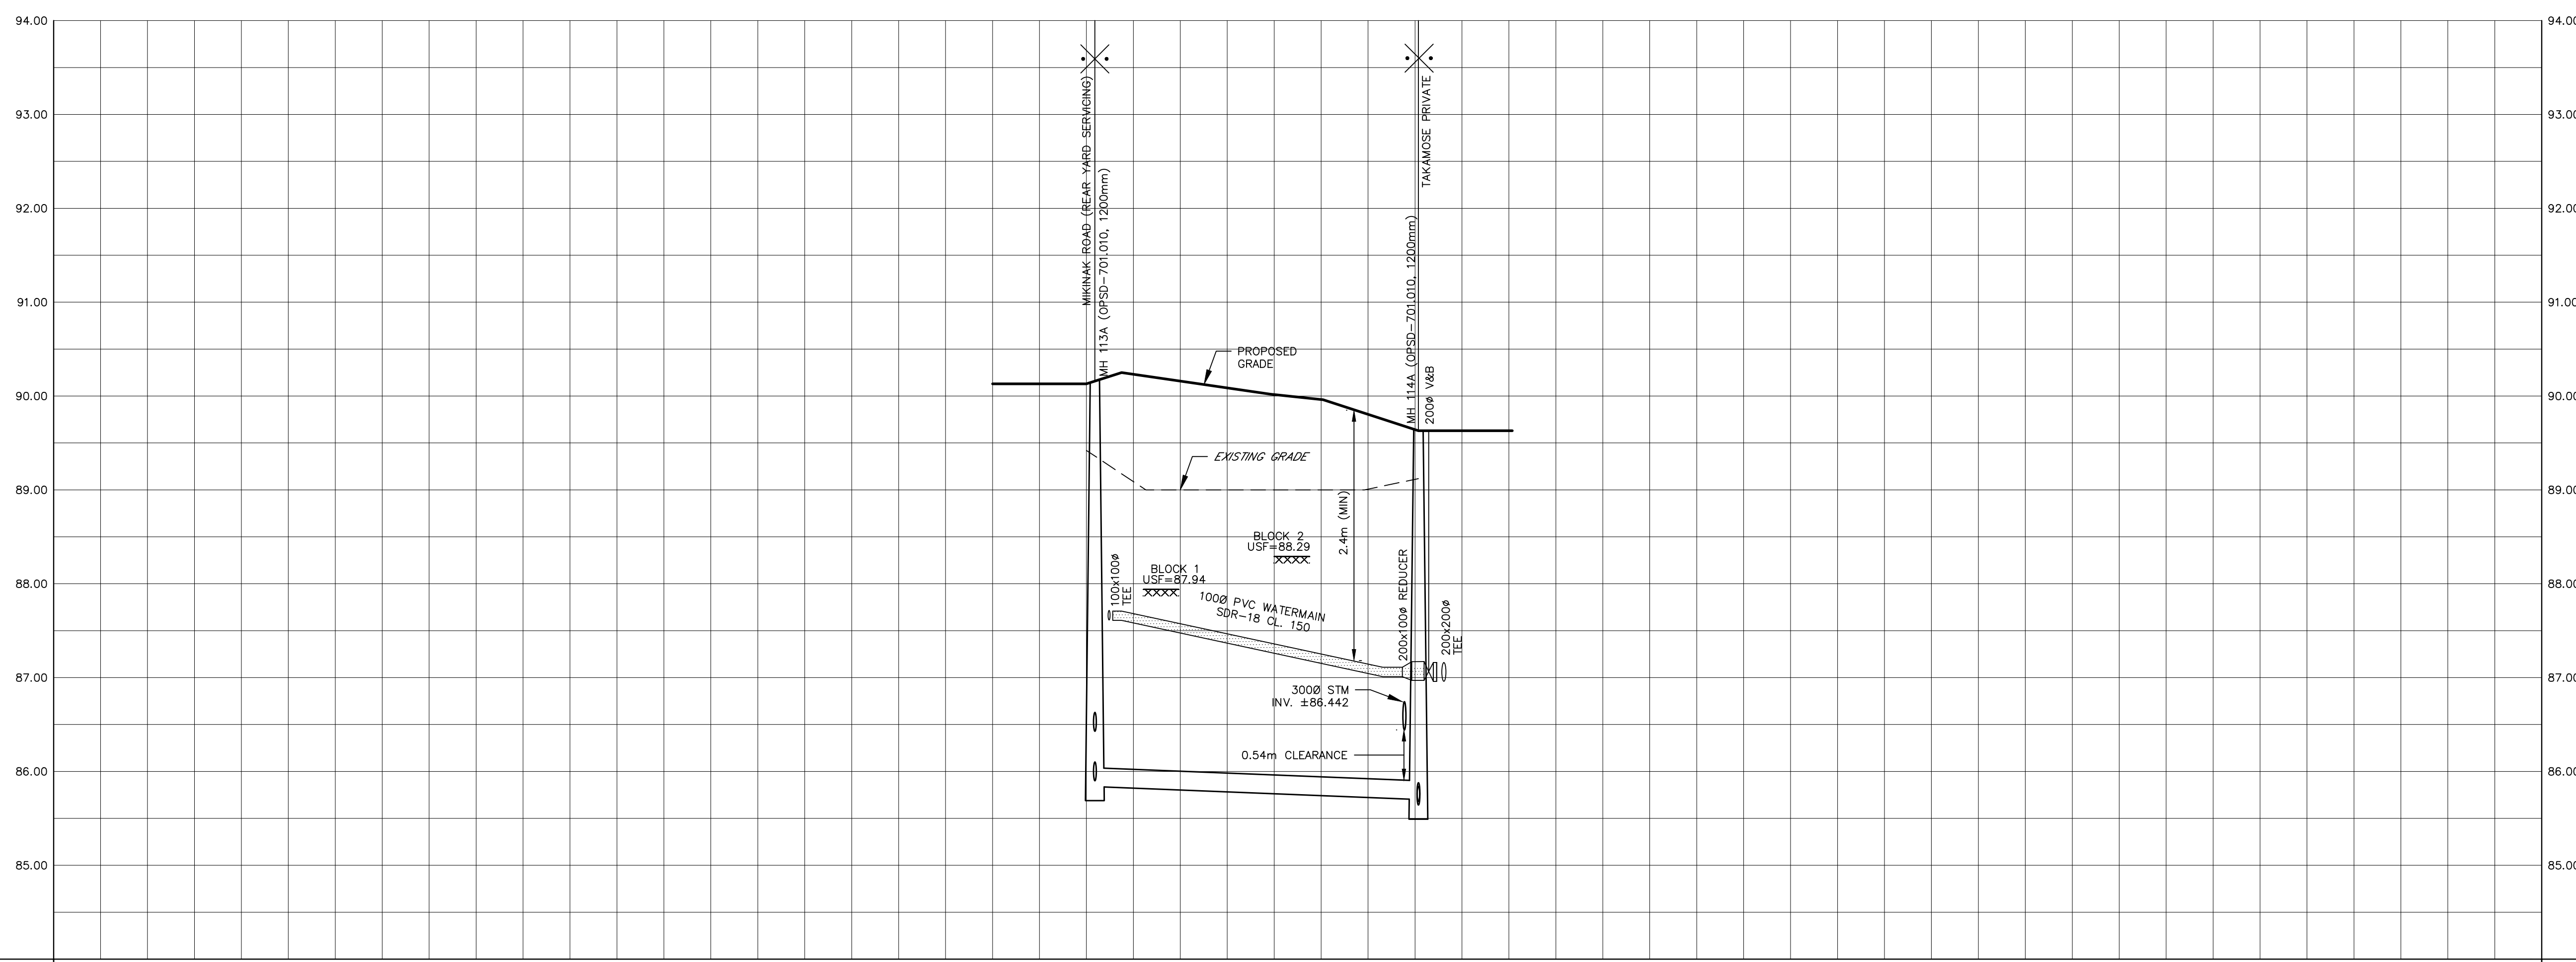 94.00
94.00
93.00
93.00
92.00
92.00
91.00
91.00
90.00
90.00
89.00
89.00
88.00
88.00
87.00
87.00
86.00
86.00
85.00
85.00
MIKINAK ROAD (REAR YARD SERVICING)
MH 113A (OPSD-701.010, 1200mm)
TAKAMOSE PRIVATE
MH 114A (OPSD-701.010, 1200mm)
200ø V&B
PROPOSED
GRADE
EXISTING GRADE
2.4m (MIN)
BLOCK 2
USF=88.29
BLOCK 1
USF=87.94
100x100ø
TEE
100Ø PVC WATERMAIN
SDR-18 CL. 150
200x100ø REDUCER
200x200ø
TEE
300Ø STM
INV. ±86.442
0.54m CLEARANCE